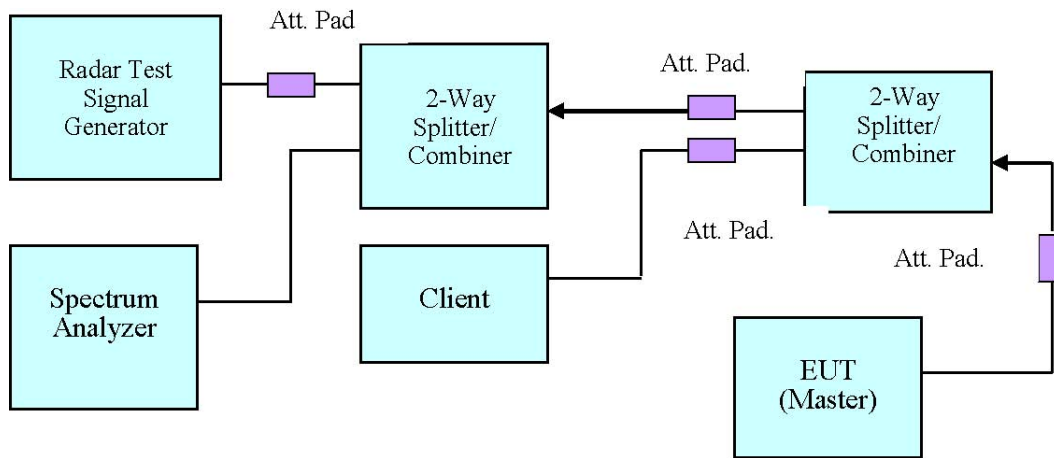 Att. Pad
Radar Test
Signal
Generator
2-Way
Splitter/
Combiner
Att. Pad.
2-Way
Splitter/
Combiner
Att. Pad.
Att. Pad.
Spectrum
Analyzer
Client
EUT
(Master)